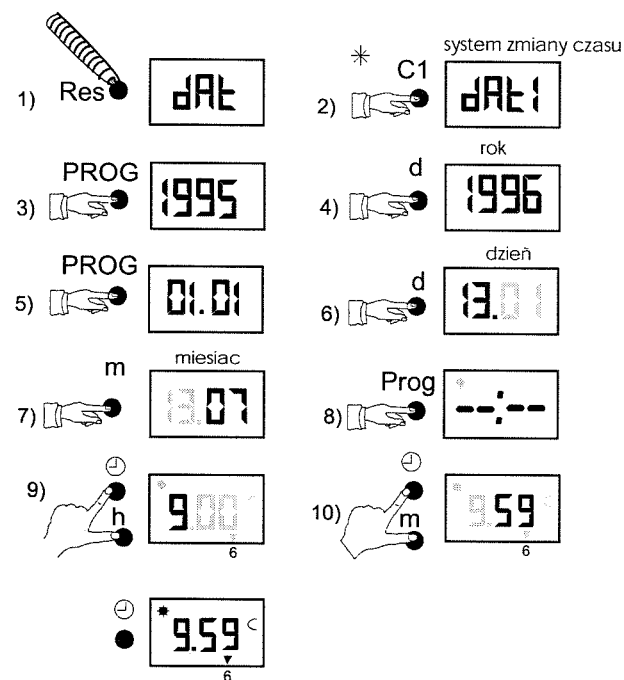 1) Res dAt
2) C1 system zmiany czasu dAt1
3) PROG 1995
4) d rok 1996
5) PROG 01.01
6) d dzień 13.01
7) m miesiac 13.07
8) Prog --:--
9) h 9.00 6
10) m 9.59 6
9.59
6